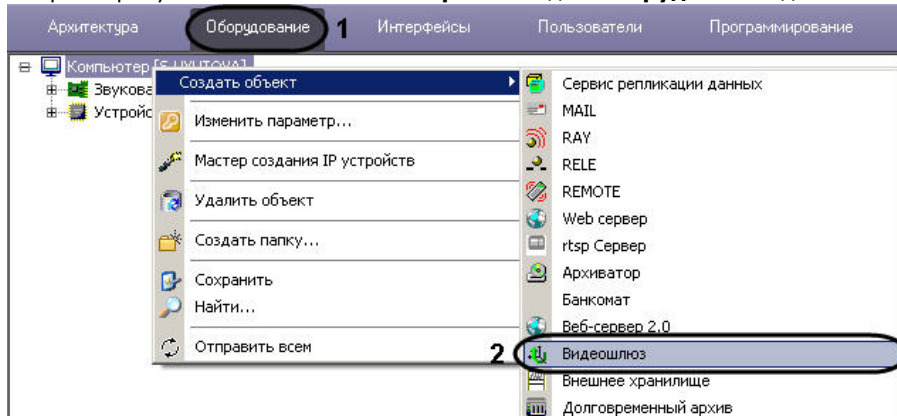 Архитектура Оборудование 1 Интерфейсы Пользователи Программирование
Компьютер
Создать объект
Изменить параметр...
Мастер создания IP устройств
Удалить объект
Создать папку...
Сохранить
Найти...
Отправить всем
Сервис репликации данных
MAIL
RAY
RELE
REMOTE
Web сервер
rtsp Сервер
Архиватор
Банкомат
Веб-сервер 2.0
2 Видеошлюз
Внешнее хранилище
Долговременный архив